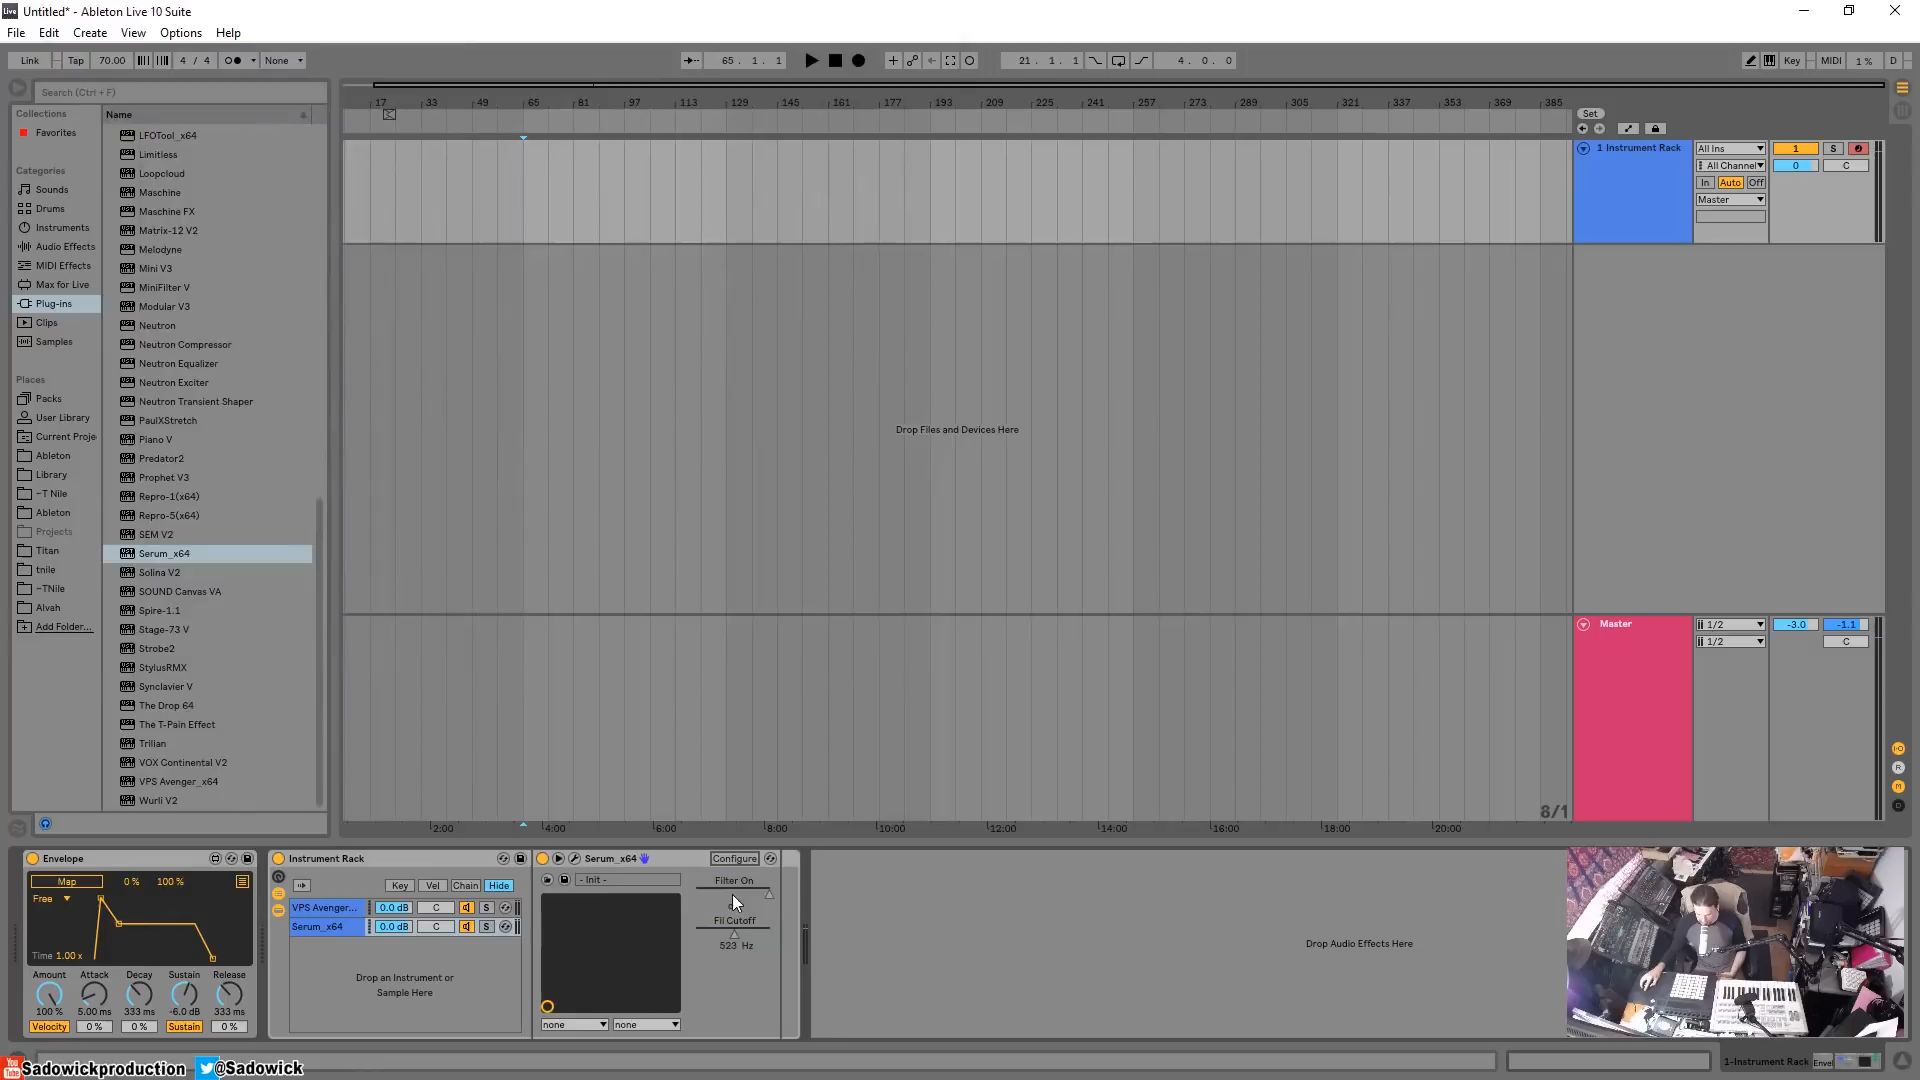 Untitled* - Ableton Live 10 Suite
File Edit Create View Options Help
Link Tap 70.00 4 / 4 None 65 . 1 . 1 21 . 1 . 1 4 . 0 . 0 Key MIDI 1 % D
Search (Ctrl + F)
Collections
Favorites
Categories
Sounds
Drums
Instruments
Audio Effects
MIDI Effects
Max for Live
Plug-ins
Clips
Samples
Places
Packs
User Library
Current Proje
Ableton
Library
~T Nile
Ableton
Projects
Titan
tnile
~TNile
Alvah
Add Folder...
Name
LFOTool_x64
Limitless
Loopcloud
Maschine
Maschine FX
Matrix-12 V2
Melodyne
Mini V3
MiniFilter V
Modular V3
Neutron
Neutron Compressor
Neutron Equalizer
Neutron Exciter
Neutron Transient Shaper
PaulXStretch
Piano V
Predator2
Prophet V3
Repro-1(x64)
Repro-5(x64)
SEM V2
Serum_x64
Solina V2
SOUND Canvas VA
Spire-1.1
Stage-73 V
Strobe2
StylusRMX
Synclavier V
The Drop 64
The T-Pain Effect
Trilian
VOX Continental V2
VPS Avenger_x64
Wurli V2
17 33 49 65 81 97 113 129 145 161 177 193 209 225 241 257 273 289 305 321 337 353 369 385
Set
1 Instrument Rack All Ins 1 S
All Channel 0 C
In Auto Off
Master
Drop Files and Devices Here
Master 1/2 -3.0 -1.1
1/2 C
8/1
2:00 4:00 6:00 8:00 10:00 12:00 14:00 16:00 18:00 20:00
R
M
D
Envelope
Map 0 % 100 %
Free
Time 1.00 x
Amount Attack Decay Sustain Release
100 % 5.00 ms 333 ms -6.0 dB 333 ms
Velocity 0 % 0 % Sustain 0 %
Instrument Rack
Key Vel Chain Hide
VPS Avenger... 0.0 dB C S
Serum_x64 0.0 dB C S
Drop an Instrument or
Sample Here
Serum_x64 Configure
- Init -
Filter On
Fil Cutoff
523 Hz
none none
Drop Audio Effects Here
1-Instrument Rack Envel
You
Tube
Sadowickproduction @Sadowick